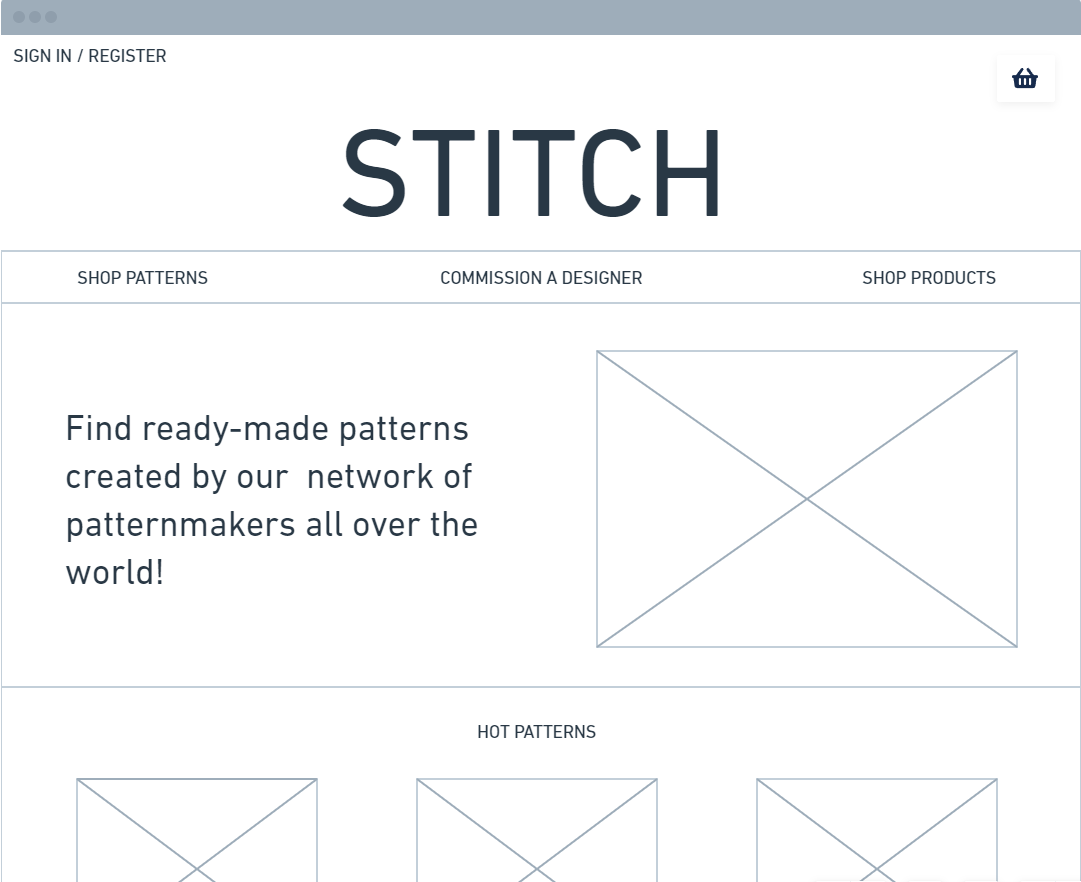 SIGN IN / REGISTER
STITCH
SHOP PATTERNS
COMMISSION A DESIGNER
SHOP PRODUCTS
Find ready-made patterns
created by our  network of
patternmakers all over the
world!
HOT PATTERNS